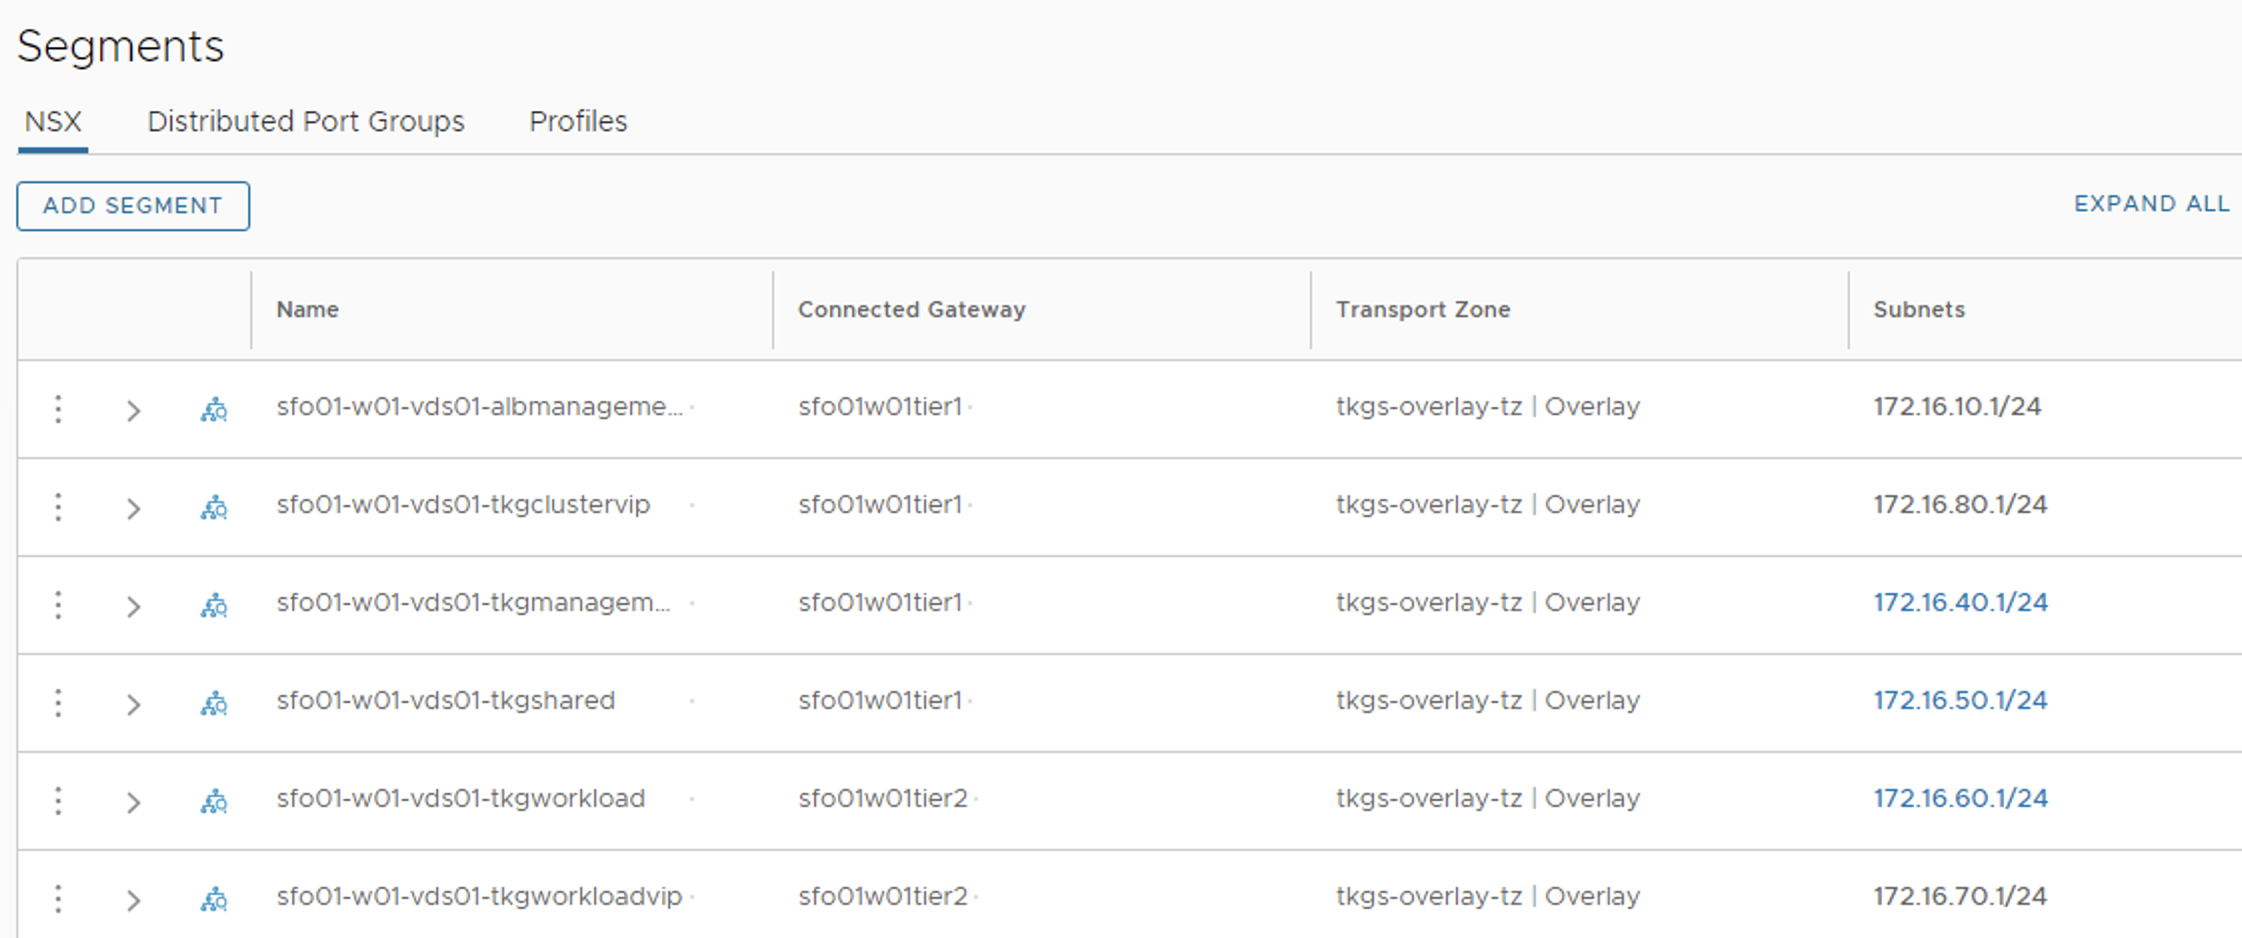 Segments
NSX Distributed Port Groups Profiles
ADD SEGMENT EXPAND ALL
Name Connected Gateway Transport Zone Subnets
sfo01-w01-vds01-albmanageme... sfo01w01tier1 tkgs-overlay-tz | Overlay 172.16.10.1/24
sfo01-w01-vds01-tkgclustervip sfo01w01tier1 tkgs-overlay-tz | Overlay 172.16.80.1/24
sfo01-w01-vds01-tkgmanagem... sfo01w01tier1 tkgs-overlay-tz | Overlay 172.16.40.1/24
sfo01-w01-vds01-tkgshared sfo01w01tier1 tkgs-overlay-tz | Overlay 172.16.50.1/24
sfo01-w01-vds01-tkgworkload sfo01w01tier2 tkgs-overlay-tz | Overlay 172.16.60.1/24
sfo01-w01-vds01-tkgworkloadvip sfo01w01tier2 tkgs-overlay-tz | Overlay 172.16.70.1/24